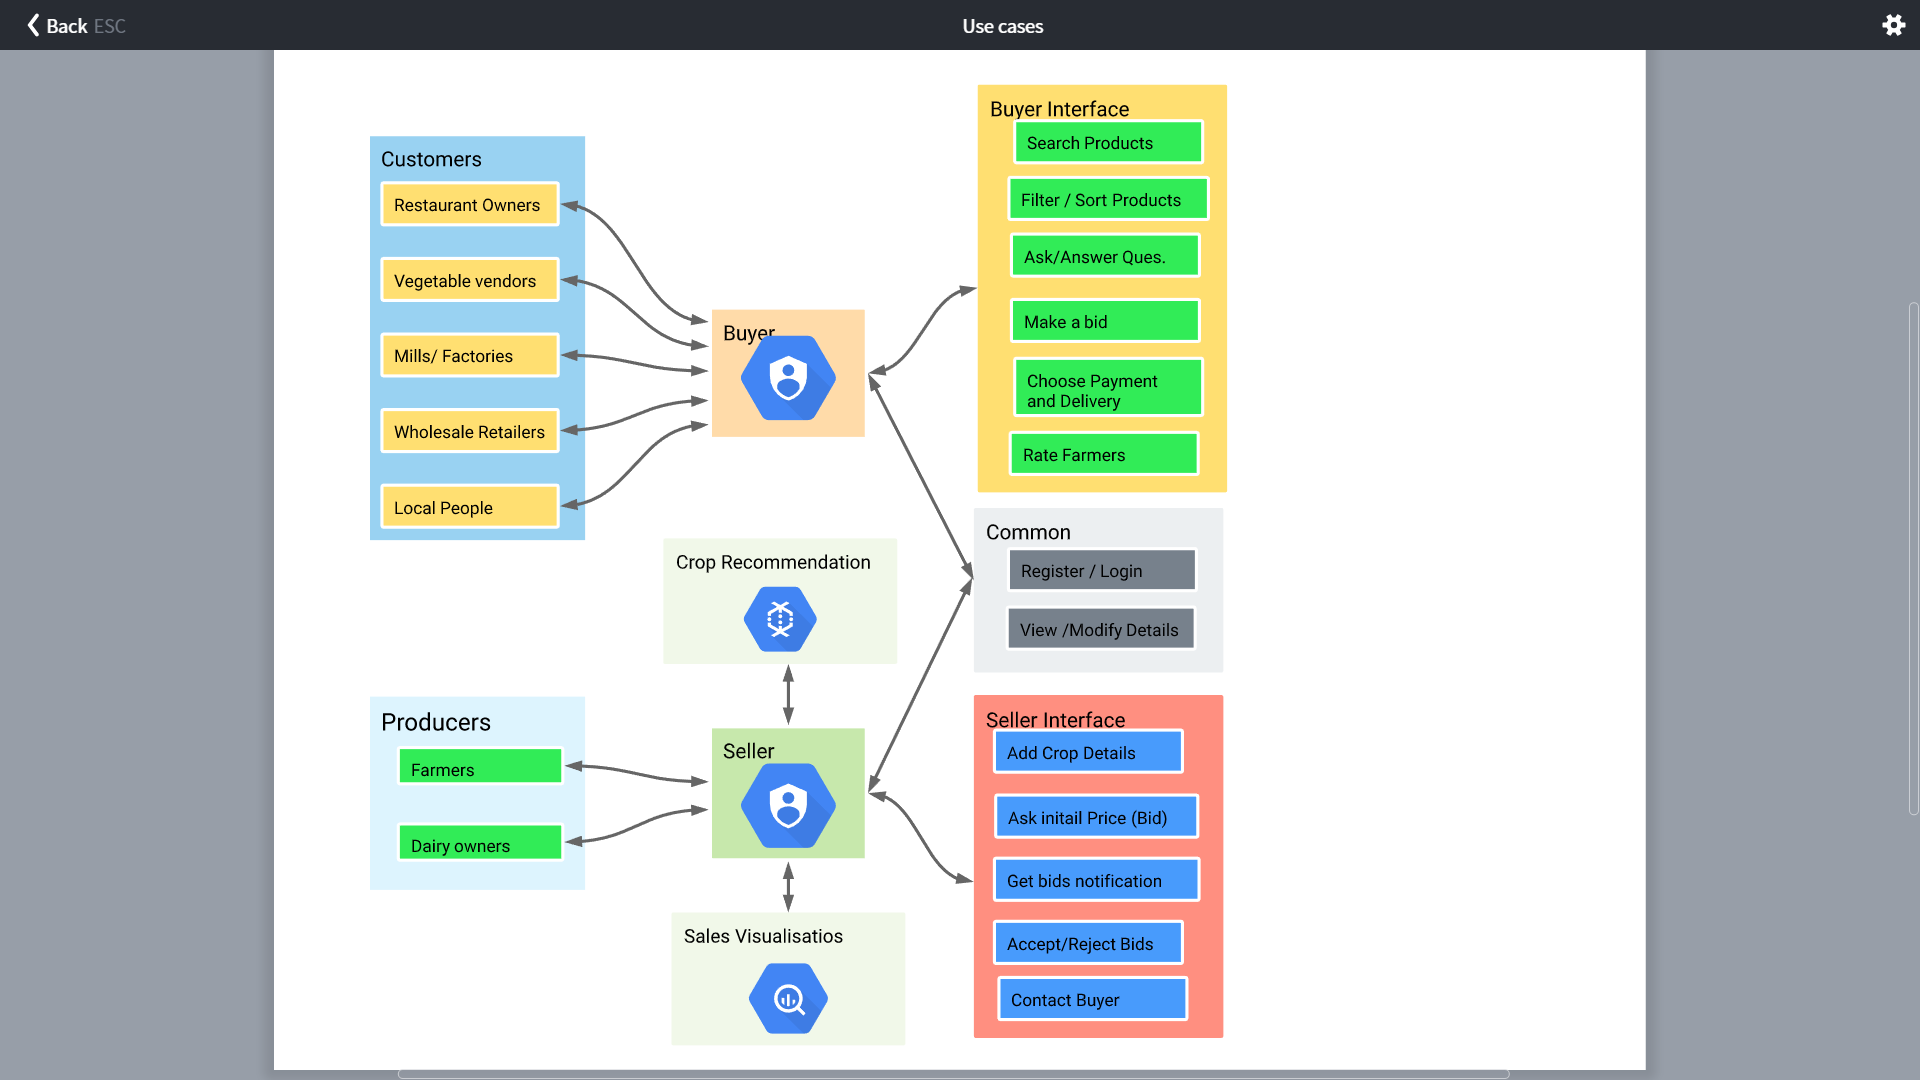 Back ESC
Use cases
Customers
Restaurant Owners
Vegetable vendors
Mills/ Factories
Wholesale Retailers
Local People
Buyer
Buyer Interface
Search Products
Filter / Sort Products
Ask/Answer Ques.
Make a bid
Choose Payment
and Delivery
Rate Farmers
Crop Recommendation
Common
Register / Login
View /Modify Details
Producers
Farmers
Dairy owners
Seller
Sales Visualisatios
Seller Interface
Add Crop Details
Ask initail Price (Bid)
Get bids notification
Accept/Reject Bids
Contact Buyer